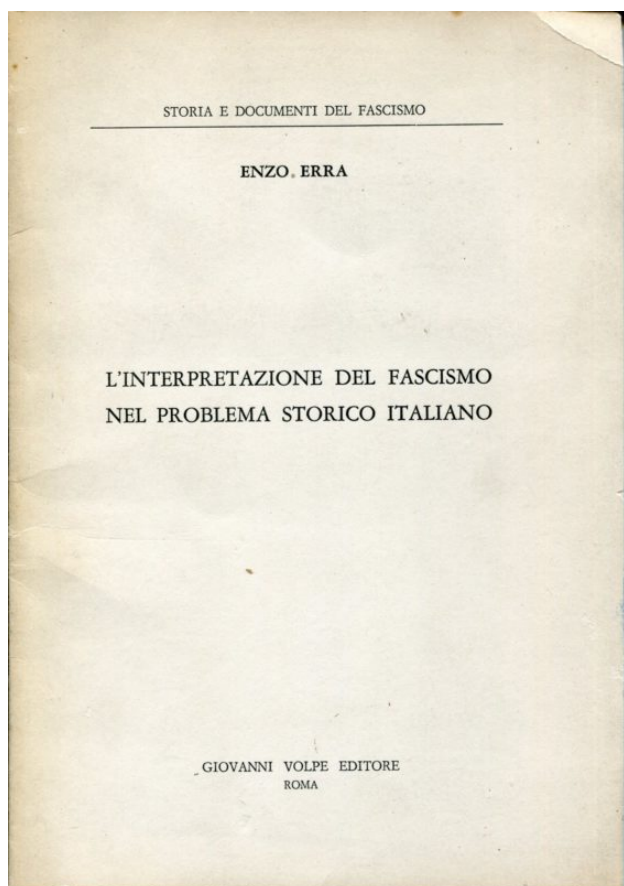 STORIA E DOCUMENTI DEL FASCISMO
ENZO ERRA
L'INTERPRETAZIONE DEL FASCISMO
NEL PROBLEMA STORICO ITALIANO
GIOVANNI VOLPE EDITORE
ROMA